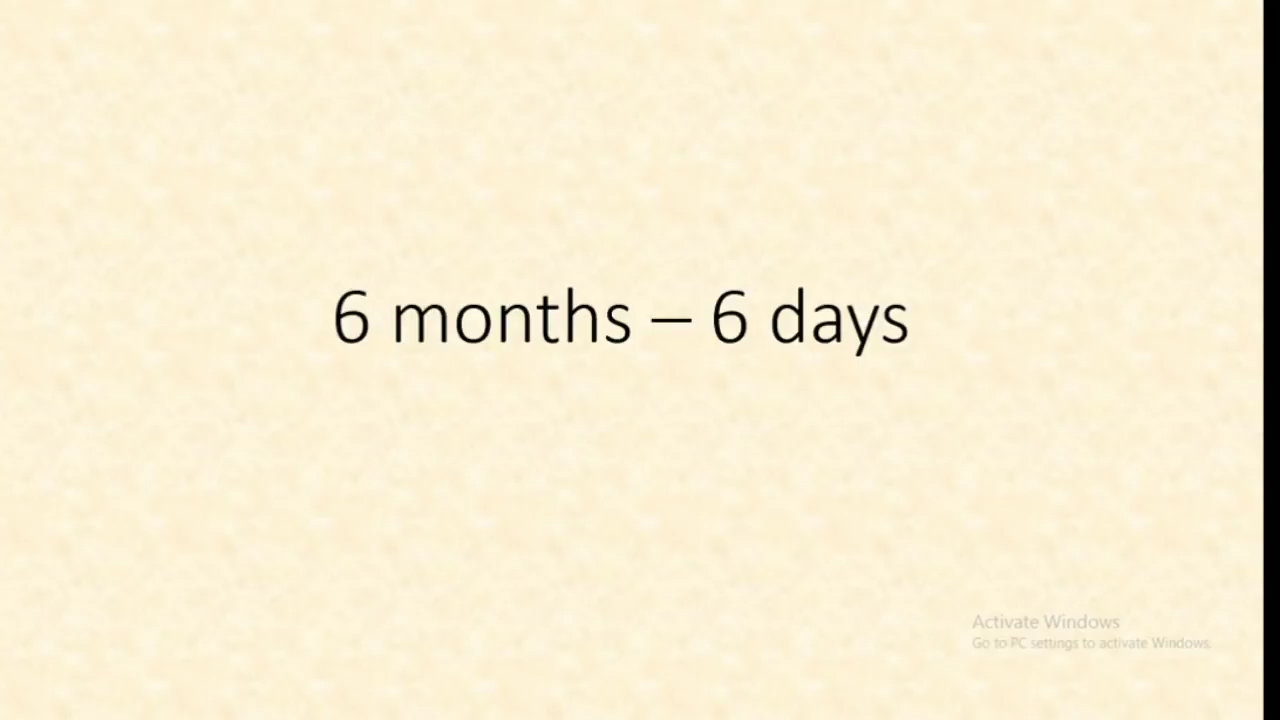 6 months – 6 days
Activate Windows
Go to PC settings to activate Windows.